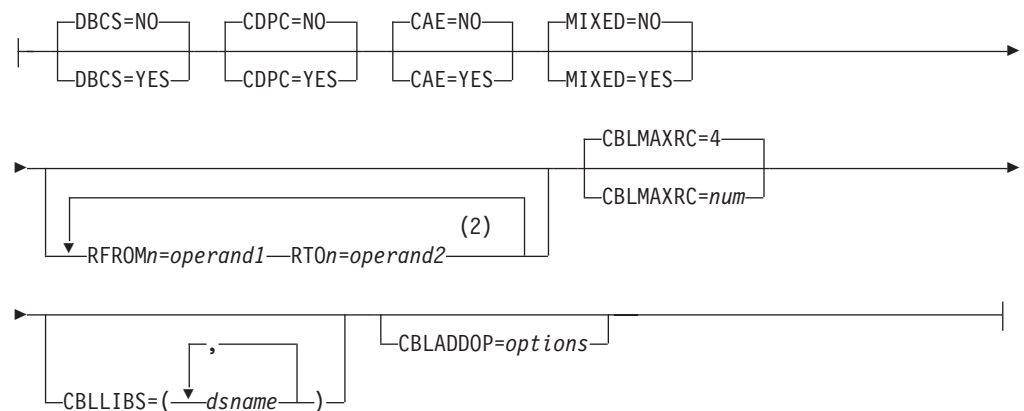 DBCS=NO CDPC=NO CAE=NO MIXED=NO
DBCS=YES CDPC=YES CAE=YES MIXED=YES
CBLMAXRC=4
CBLMAXRC=num
(2)
RFROMn=operand1 RTOn=operand2
,
CBLADDOP=options
CBLLIBS=( dsname )